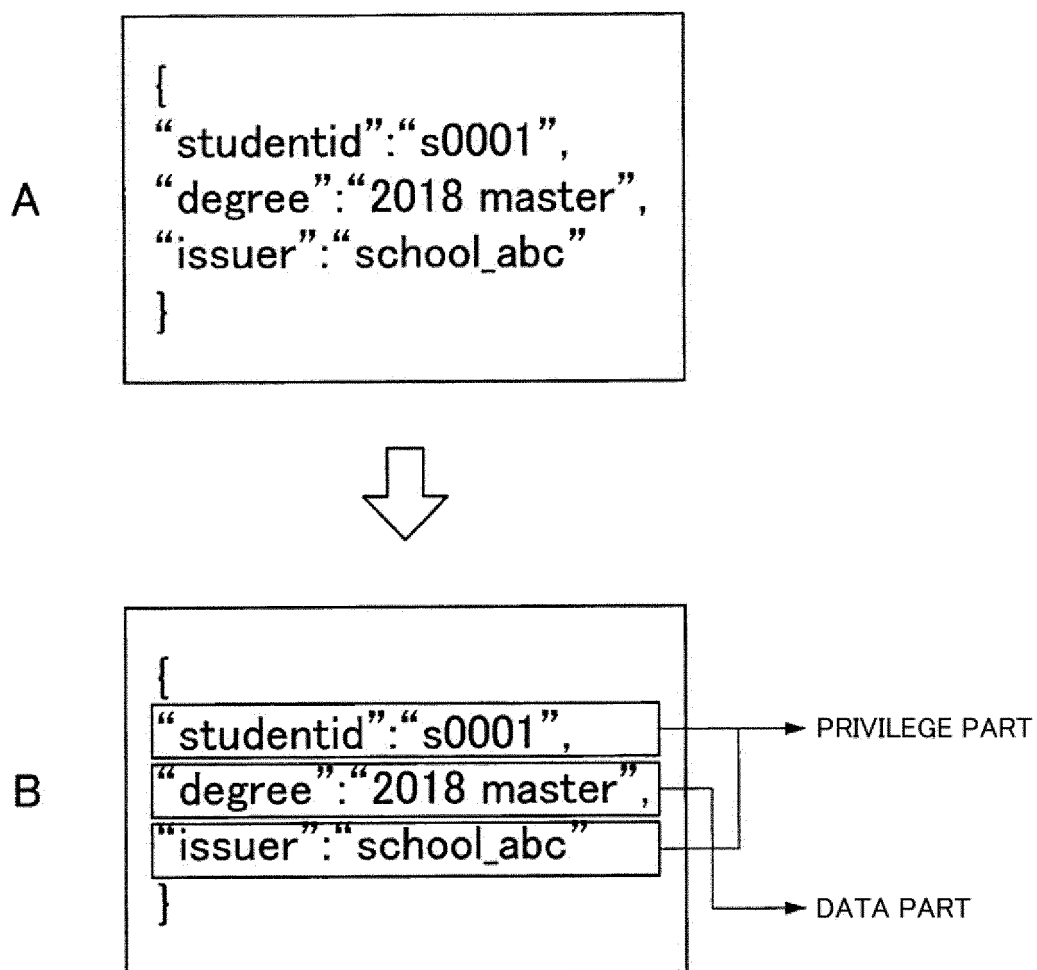 A
{
“studentid”:“s0001”,
“degree”:“2018 master”,
“issuer”:“school_abc”
}
B
{
“studentid”:“s0001”,
“degree”:“2018 master”,
“issuer”:“school_abc”
}
PRIVILEGE PART
DATA PART